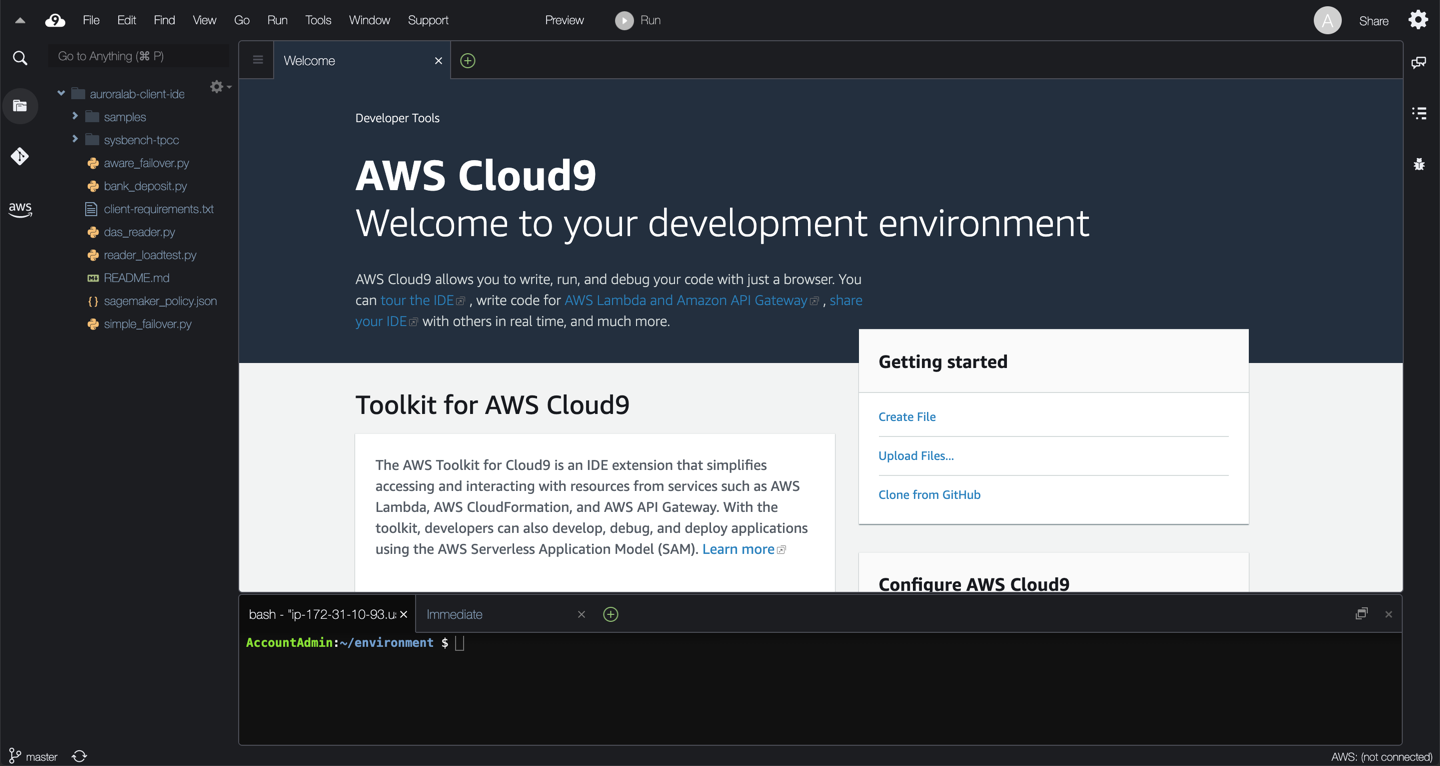 9 File Edit Find View Go Run Tools Window Support Preview Run A Share
Go to Anything (⌘ P)
auroralab-client-ide
samples
sysbench-tpcc
aware_failover.py
bank_deposit.py
client-requirements.txt
das_reader.py
reader_loadtest.py
README.md
sagemaker_policy.json
simple_failover.py
aws
Welcome
Developer Tools
AWS Cloud9
Welcome to your development environment
AWS Cloud9 allows you to write, run, and debug your code with just a browser. You
can tour the IDE , write code for AWS Lambda and Amazon API Gateway , share
your IDE with others in real time, and much more.
Toolkit for AWS Cloud9
The AWS Toolkit for Cloud9 is an IDE extension that simplifies
accessing and interacting with resources from services such as AWS
Lambda, AWS CloudFormation, and AWS API Gateway. With the
toolkit, developers can also develop, debug, and deploy applications
using the AWS Serverless Application Model (SAM). Learn more
Getting started
Create File
Upload Files...
Clone from GitHub
Configure AWS Cloud9
bash - "ip-172-31-10-93.u Immediate
AccountAdmin:~/environment $
master
AWS: (not connected)